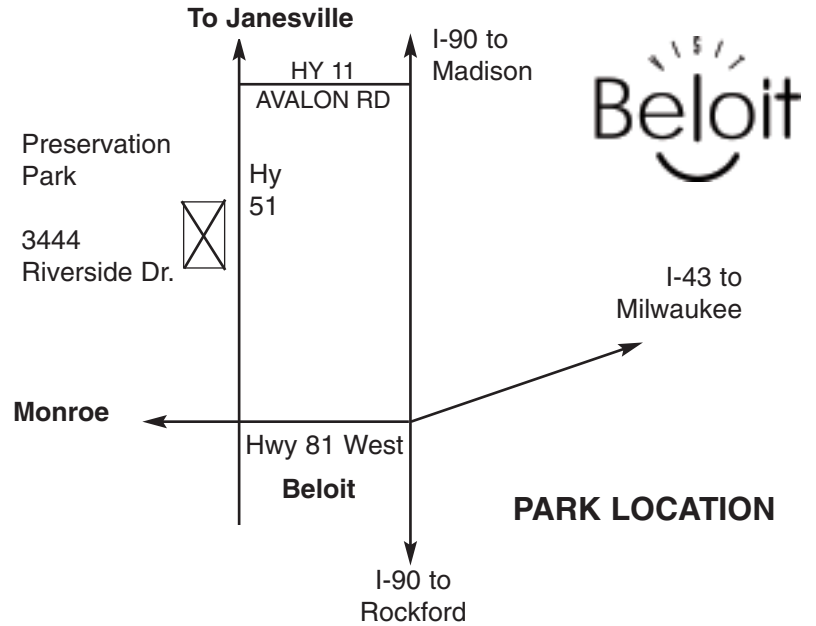 To Janesville
I-90 to
Madison
HY 11
AVALON RD
VISIT
Beloit
Preservation
Park
3444
Riverside Dr.
Hy
51
I-43 to
Milwaukee
Monroe
Hwy 81 West
Beloit
PARK LOCATION
I-90 to
Rockford